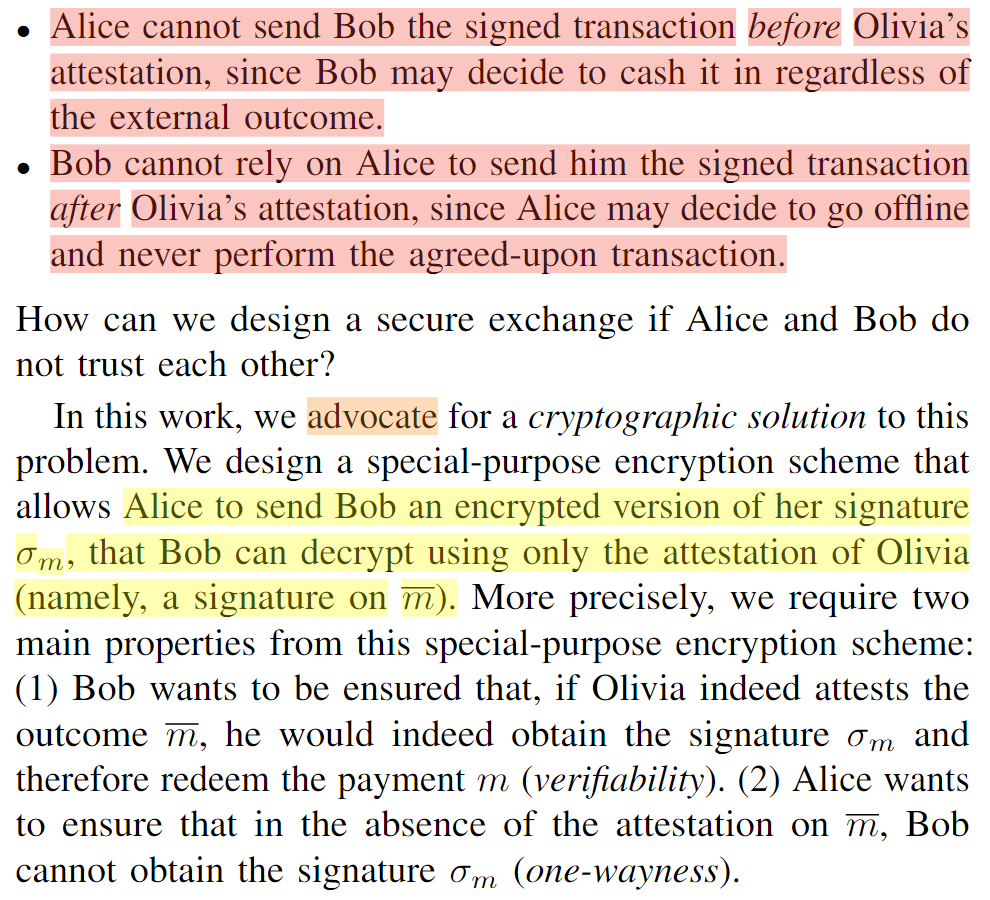 • Alice cannot send Bob the signed transaction before Olivia's
attestation, since Bob may decide to cash it in regardless of
the external outcome.
• Bob cannot rely on Alice to send him the signed transaction
after Olivia's attestation, since Alice may decide to go offline
and never perform the agreed-upon transaction.
How can we design a secure exchange if Alice and Bob do
not trust each other?
In this work, we advocate for a cryptographic solution to this
problem. We design a special-purpose encryption scheme that
allows Alice to send Bob an encrypted version of her signature
σₘ, that Bob can decrypt using only the attestation of Olivia
(namely, a signature on m̅). More precisely, we require two
main properties from this special-purpose encryption scheme:
(1) Bob wants to be ensured that, if Olivia indeed attests the
outcome m̅, he would indeed obtain the signature σₘ and
therefore redeem the payment m (verifiability). (2) Alice wants
to ensure that in the absence of the attestation on m̅, Bob
cannot obtain the signature σₘ (one-wayness).